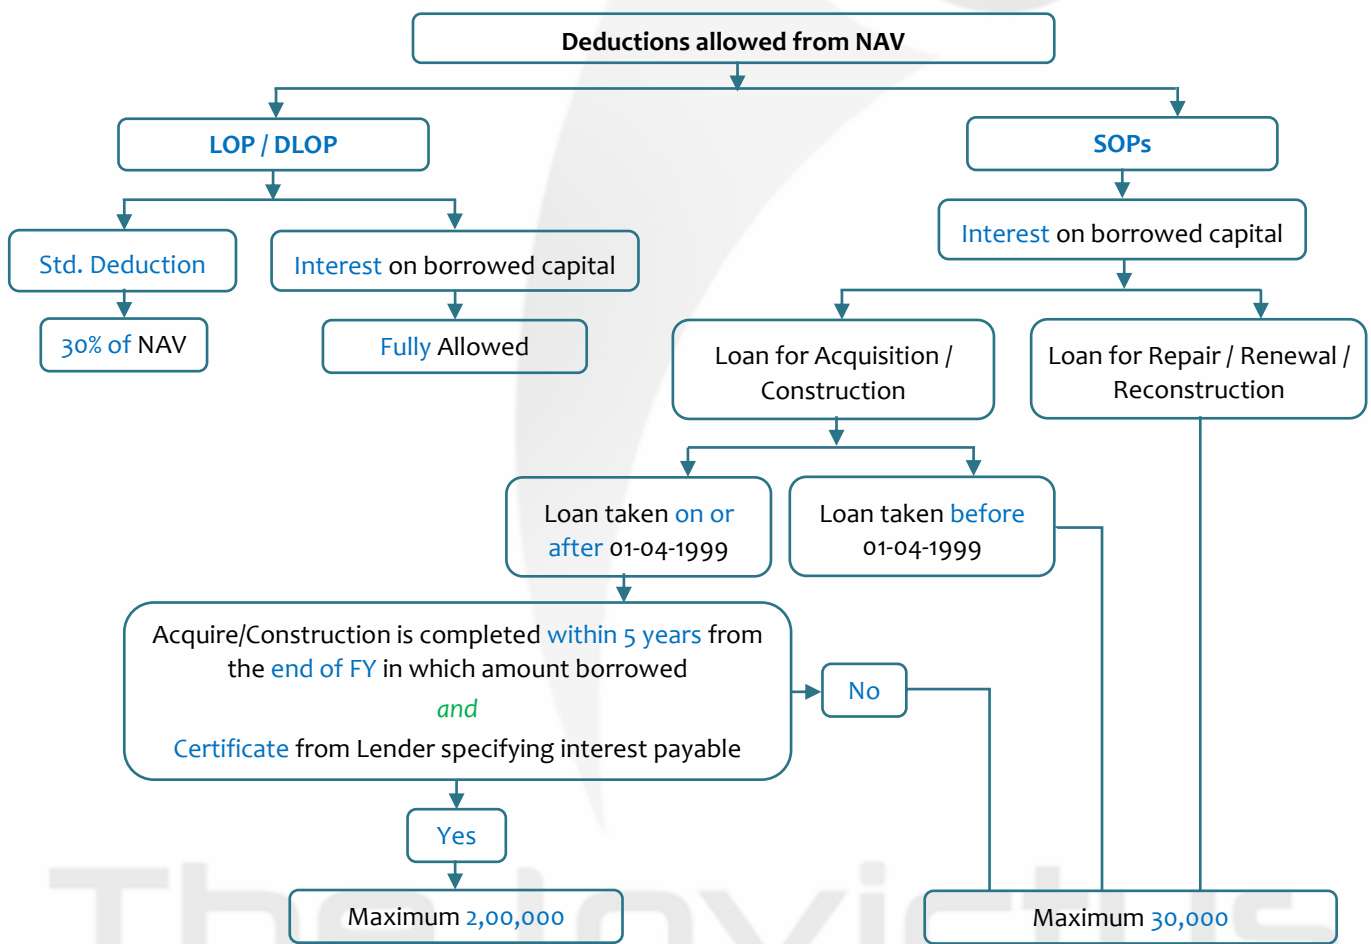 Deductions allowed from NAV
LOP / DLOP
SOPs
Std. Deduction
Interest on borrowed capital
Interest on borrowed capital
30% of NAV
Fully Allowed
Loan for Acquisition /
Construction
Loan for Repair / Renewal /
Reconstruction
Loan taken on or
after 01-04-1999
Loan taken before
01-04-1999
Acquire/Construction is completed within 5 years from
the end of FY in which amount borrowed
and
Certificate from Lender specifying interest payable
No
Yes
Maximum 2,00,000
Maximum 30,000
The Invictus